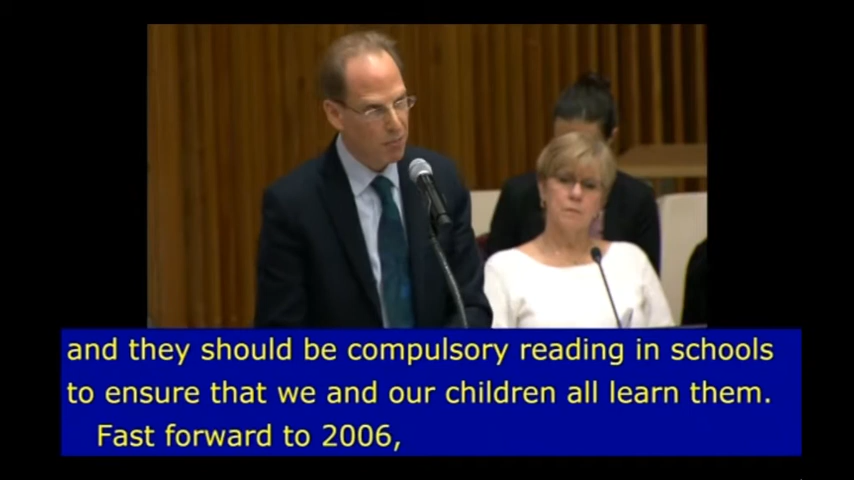 and they should be compulsory reading in schools
to ensure that we and our children all learn them.
Fast forward to 2006,